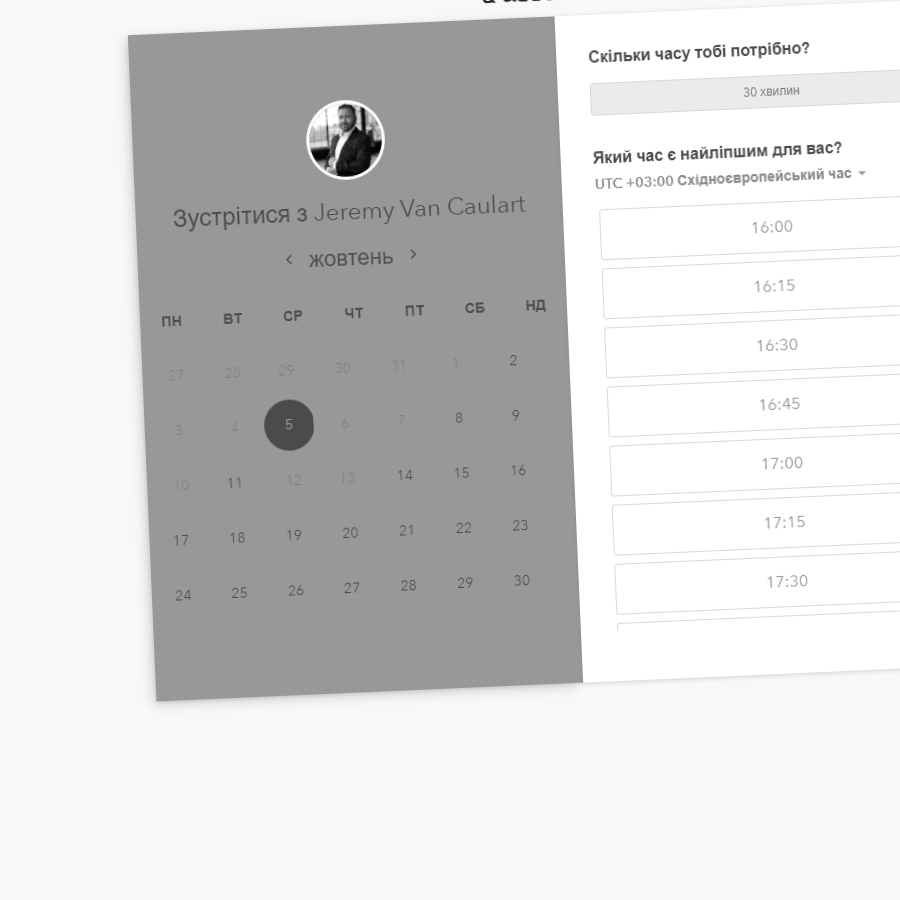 Зустрітися з Jeremy Van Caulart
жовтень
ПН ВТ СР ЧТ ПТ СБ НД
27 28 29 30 31 1 2
3 4 5 6 7 8 9
10 11 12 13 14 15 16
17 18 19 20 21 22 23
24 25 26 27 28 29 30
Скільки часу тобі потрібно?
30 хвилин
Який час є найліпшим для вас?
UTC +03:00 Східноєвропейський час
16:00
16:15
16:30
16:45
17:00
17:15
17:30